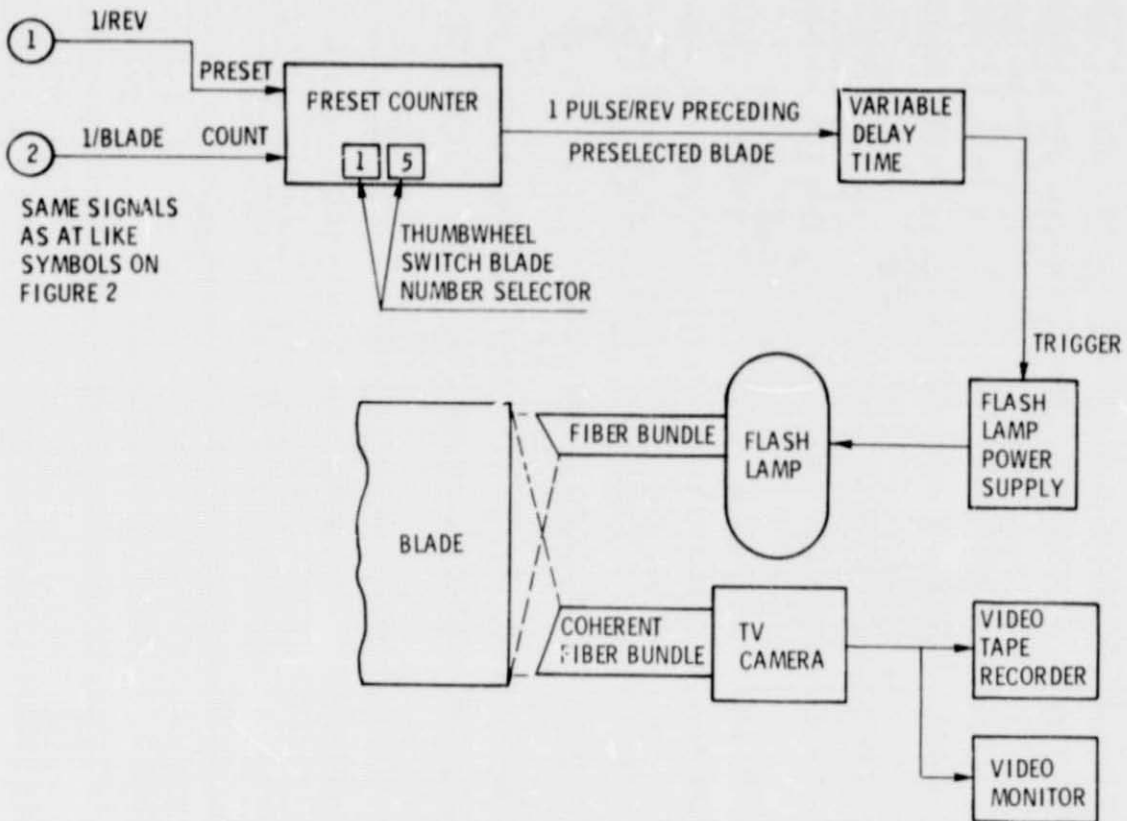 1
1/REV
PRESET
2
1/BLADE
COUNT
SAME SIGNALS
AS AT LIKE
SYMBOLS ON
FIGURE 2
PRESET COUNTER
1
5
THUMBWHEEL
SWITCH BLADE
NUMBER SELECTOR
1 PULSE/REV PRECEDING
PRESELECTED BLADE
VARIABLE
DELAY
TIME
TRIGGER
FLASH
LAMP
POWER
SUPPLY
FLASH
LAMP
FIBER BUNDLE
BLADE
COHERENT
FIBER BUNDLE
TV
CAMERA
VIDEO
TAPE
RECORDER
VIDEO
MONITOR